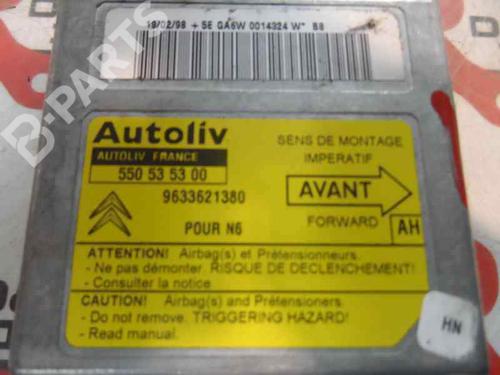 19/02/98 + 5E GA6W 0014324 W* B8
B-PARTS
Autoliv
AUTOLIV FRANCE
550 53 53 00
9633621380
POUR N6
SENS DE MONTAGE
IMPERATIF
AVANT
FORWARD
AH
ATTENTION! Airbag(s) et Prétensionneurs.
- Ne pas démonter. RISQUE DE DECLENCHEMENT!
- Consulter la notice
CAUTION! Airbag(s) and Pretensioners.
- Do not remove. TRIGGERING HAZARD!
- Read manual.
HN